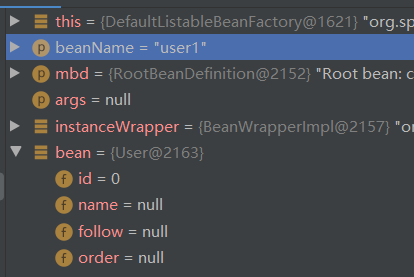 this = {DefaultListableBeanFactory@1621} "org.sp
p beanName = "user1"
p mbd = {RootBeanDefinition@2152} "Root bean: c
p args = null
instanceWrapper = {BeanWrapperImpl@2157} "or
bean = {User@2163}
f id = 0
f name = null
f follow = null
f order = null